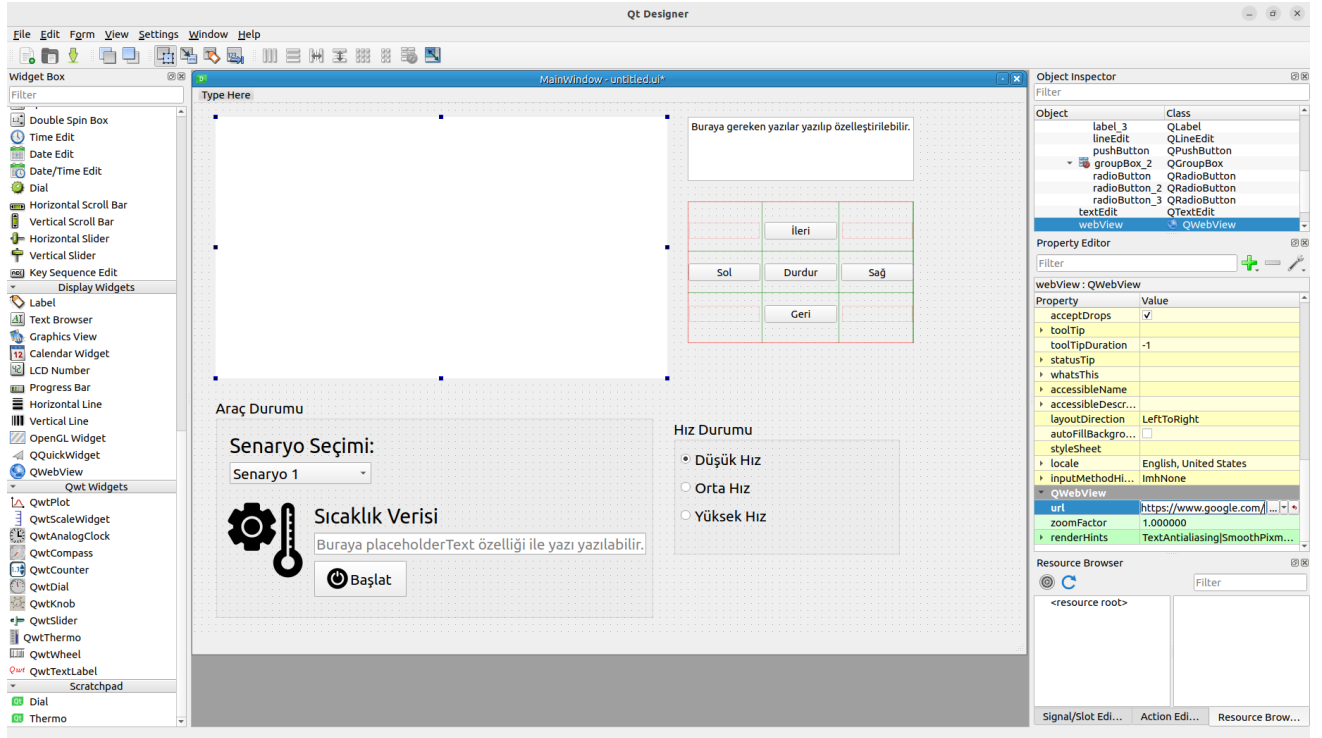 Qt Designer
File Edit Form View Settings Window Help
Widget Box
Filter
Double Spin Box
Time Edit
Date Edit
Date/Time Edit
Dial
Horizontal Scroll Bar
Vertical Scroll Bar
Horizontal Slider
Vertical Slider
Key Sequence Edit
Display Widgets
Label
Text Browser
Graphics View
Calendar Widget
LCD Number
Progress Bar
Horizontal Line
Vertical Line
OpenGL Widget
QQuickWidget
QWebView
Qwt Widgets
QwtPlot
QwtScaleWidget
QwtAnalogClock
QwtCompass
QwtCounter
QwtDial
QwtKnob
QwtSlider
QwtThermo
QwtWheel
QwtTextLabel
Scratchpad
Dial
Thermo
MainWindow - untitled.ui*
Type Here
Buraya gereken yazılar yazılıp özelleştirilebilir.
İleri
Sol Durdur Sağ
Geri
Araç Durumu
Senaryo Seçimi:
Senaryo 1
Sıcaklık Verisi
Buraya placeholderText özelliği ile yazı yazılabilir.
Başlat
Hız Durumu
Düşük Hız
Orta Hız
Yüksek Hız
Object Inspector
Filter
Object Class
label_3 QLabel
lineEdit QLineEdit
pushButton QPushButton
groupBox_2 QGroupBox
radioButton QRadioButton
radioButton_2 QRadioButton
radioButton_3 QRadioButton
textEdit QTextEdit
webView QWebView
Property Editor
Filter
webView : QWebView
Property Value
acceptDrops
toolTip
toolTipDuration -1
statusTip
whatsThis
accessibleName
accessibleDescr...
layoutDirection LeftToRight
autoFillBackgro...
styleSheet
locale English, United States
inputMethodHi... ImhNone
QWebView
url https://www.google.com/ ...
zoomFactor 1.000000
renderHints TextAntialiasing|SmoothPixm...
Resource Browser
Filter
<resource root>
Signal/Slot Edi... Action Edi... Resource Brow...